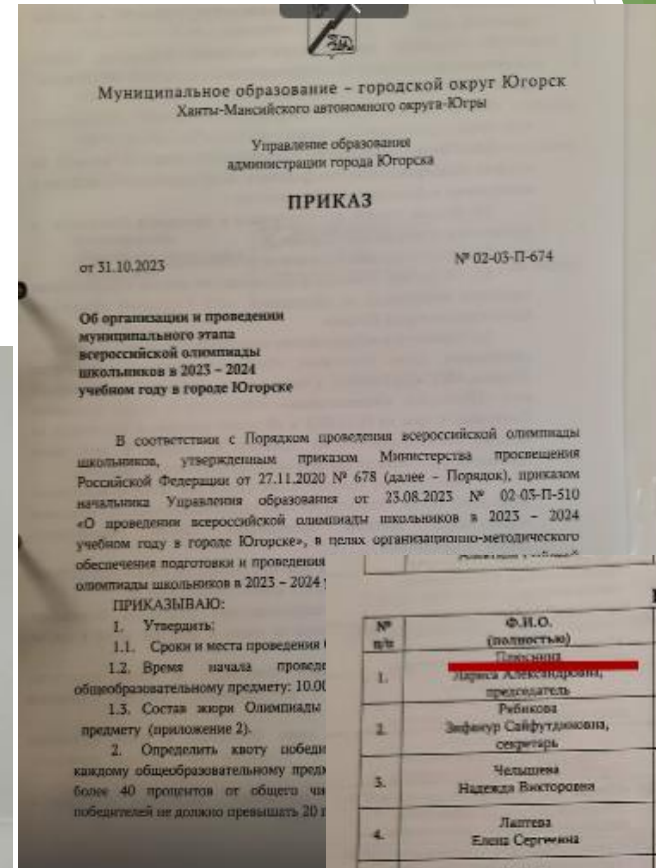 Муниципальное образование – городской округ Югорск
Ханты-Мансийского автономного округа-Югры
Управление образования
администрации города Югорска
ПРИКАЗ
от 31.10.2023
№ 02-03-П-674
Об организации и проведении
муниципального этапа
всероссийской олимпиады
школьников в 2023 – 2024
учебном году в городе Югорске
В соответствии с Порядком проведения всероссийской олимпиады
школьников, утвержденным приказом Министерства просвещения
Российской Федерации от 27.11.2020 № 678 (далее – Порядок), приказом
начальника Управления образования от 23.08.2023 № 02-03-П-510
«О проведении всероссийской олимпиады школьников в 2023 – 2024
учебном году в городе Югорске», в целях организационно-методического
обеспечения подготовки и проведения
олимпиады школьников в 2023 – 2024
ПРИКАЗЫВАЮ:
1. Утвердить:
1.1. Сроки и места проведения
1.2. Время начала
общеобразовательному предмету: 10.00
1.3. Состав жюри Олимпиады
предмету (приложение 2).
2. Определить квоту
каждому общеобразовательному
более 40 процентов от общего
победителей не должно превышать 20
№ п/п
Ф.И.О.
(полностью)
1.
Плюснина
Лариса Александровна,
председатель
2.
Рябикова
Сайфутдиновна,
секретарь
3.
Челышева
Надежда Викторовна
4.
Лаптева
Елена Сергеевна